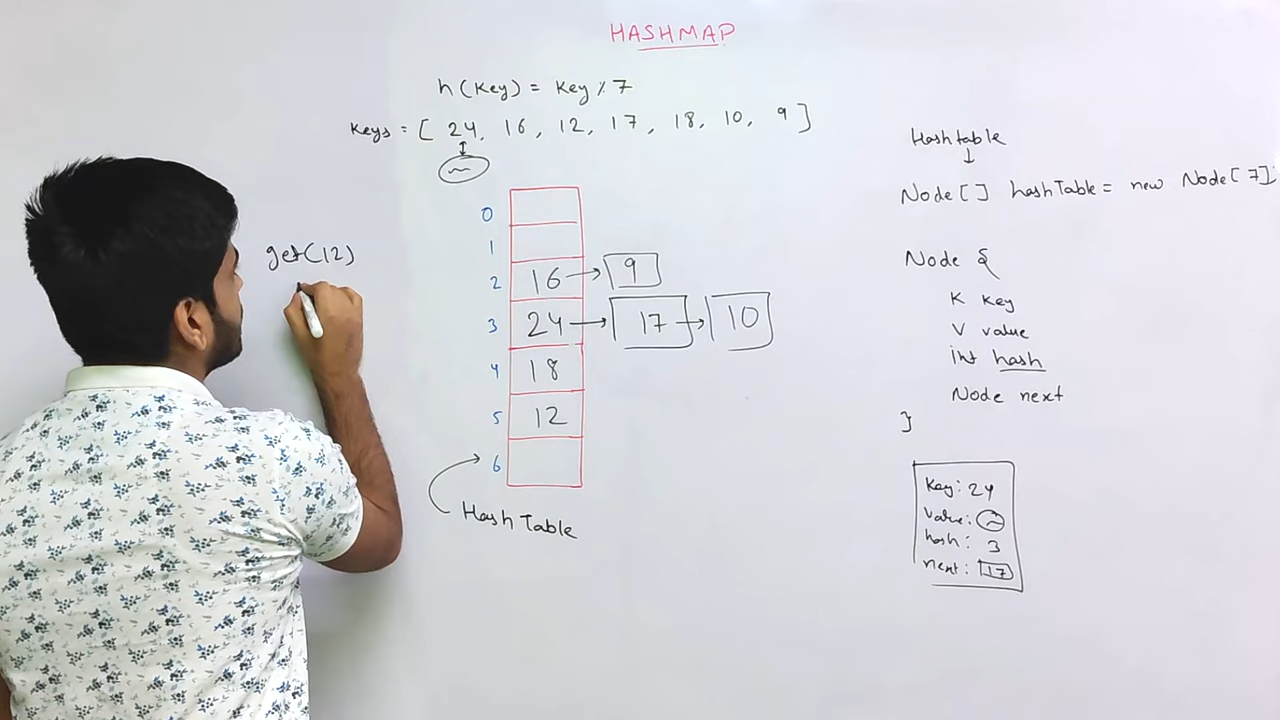 HASHMAP
h(Key) = Key % 7
Keys = [ 24, 16, 12, 17, 18, 10, 9 ]
Hashtable
Node[] hashTable = new Node[7];
get(12)
0
1
2 16 → 9
3 24 → 17 → 10
4 18
5 12
6
HashTable
Node {
K Key
V value
int hash
Node next
}
Key: 24
Value:
hash: 3
next: 17